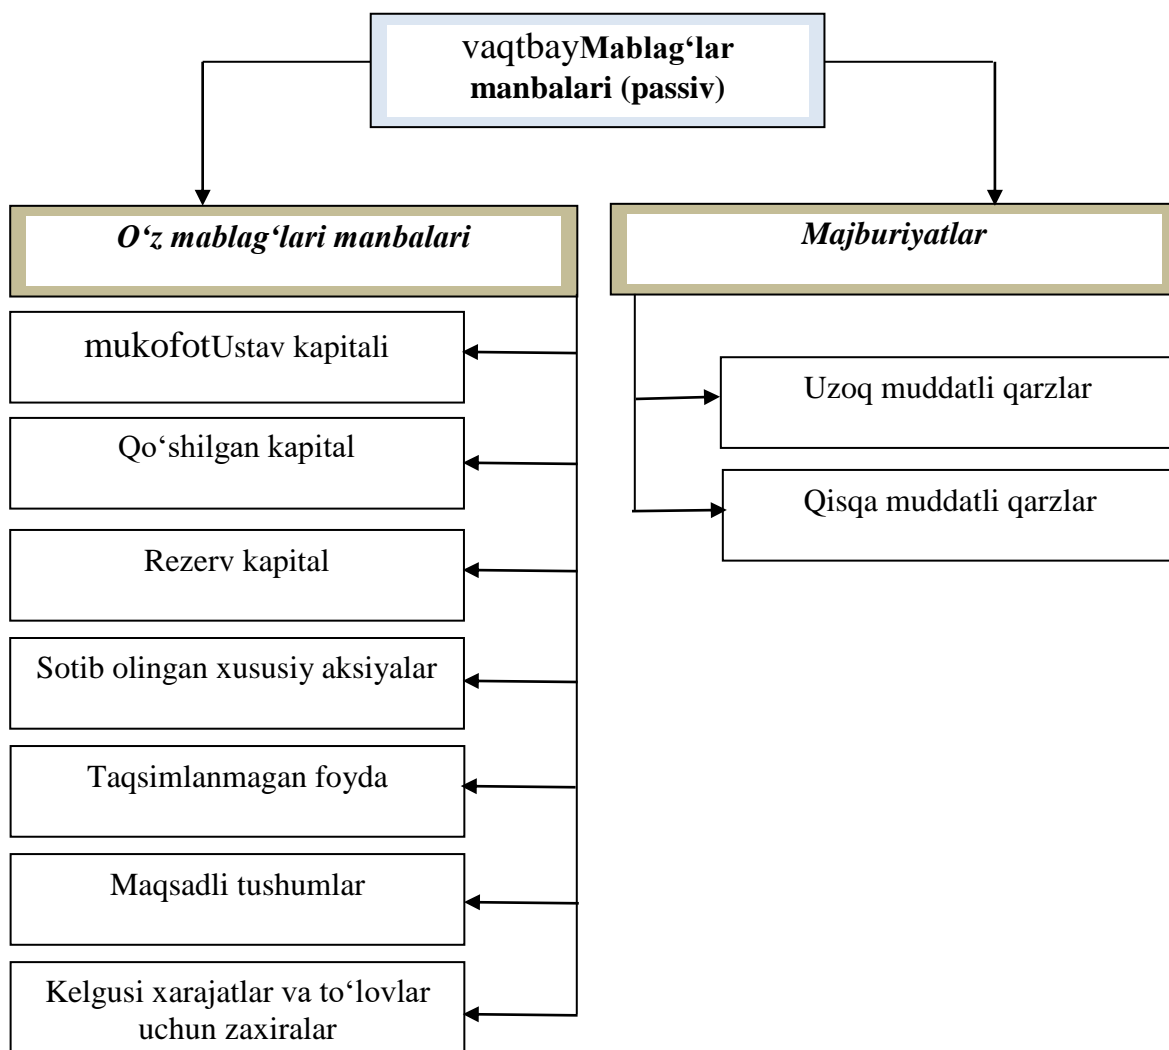 vaqtbayMablag‘lar
manbalari (passiv)
O‘z mablag‘lari manbalari
mukofotUstav kapitali
Qo‘shilgan kapital
Rezerv kapital
Sotib olingan xususiy aksiyalar
Taqsimlanmagan foyda
Maqsadli tushumlar
Kelgusi xarajatlar va to‘lovlar
uchun zaxiralar
Majburiyatlar
Uzoq muddatli qarzlar
Qisqa muddatli qarzlar